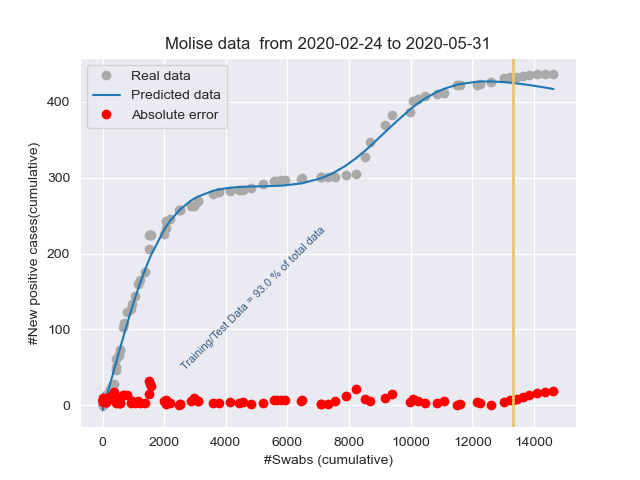 Molise data  from 2020-02-24 to 2020-05-31
Real data
Predicted data
Absolute error
#New positive cases(cumulative)
400
300
200
100
0
Training/Test Data = 93.0 % of total data
0 2000 4000 6000 8000 10000 12000 14000
#Swabs (cumulative)